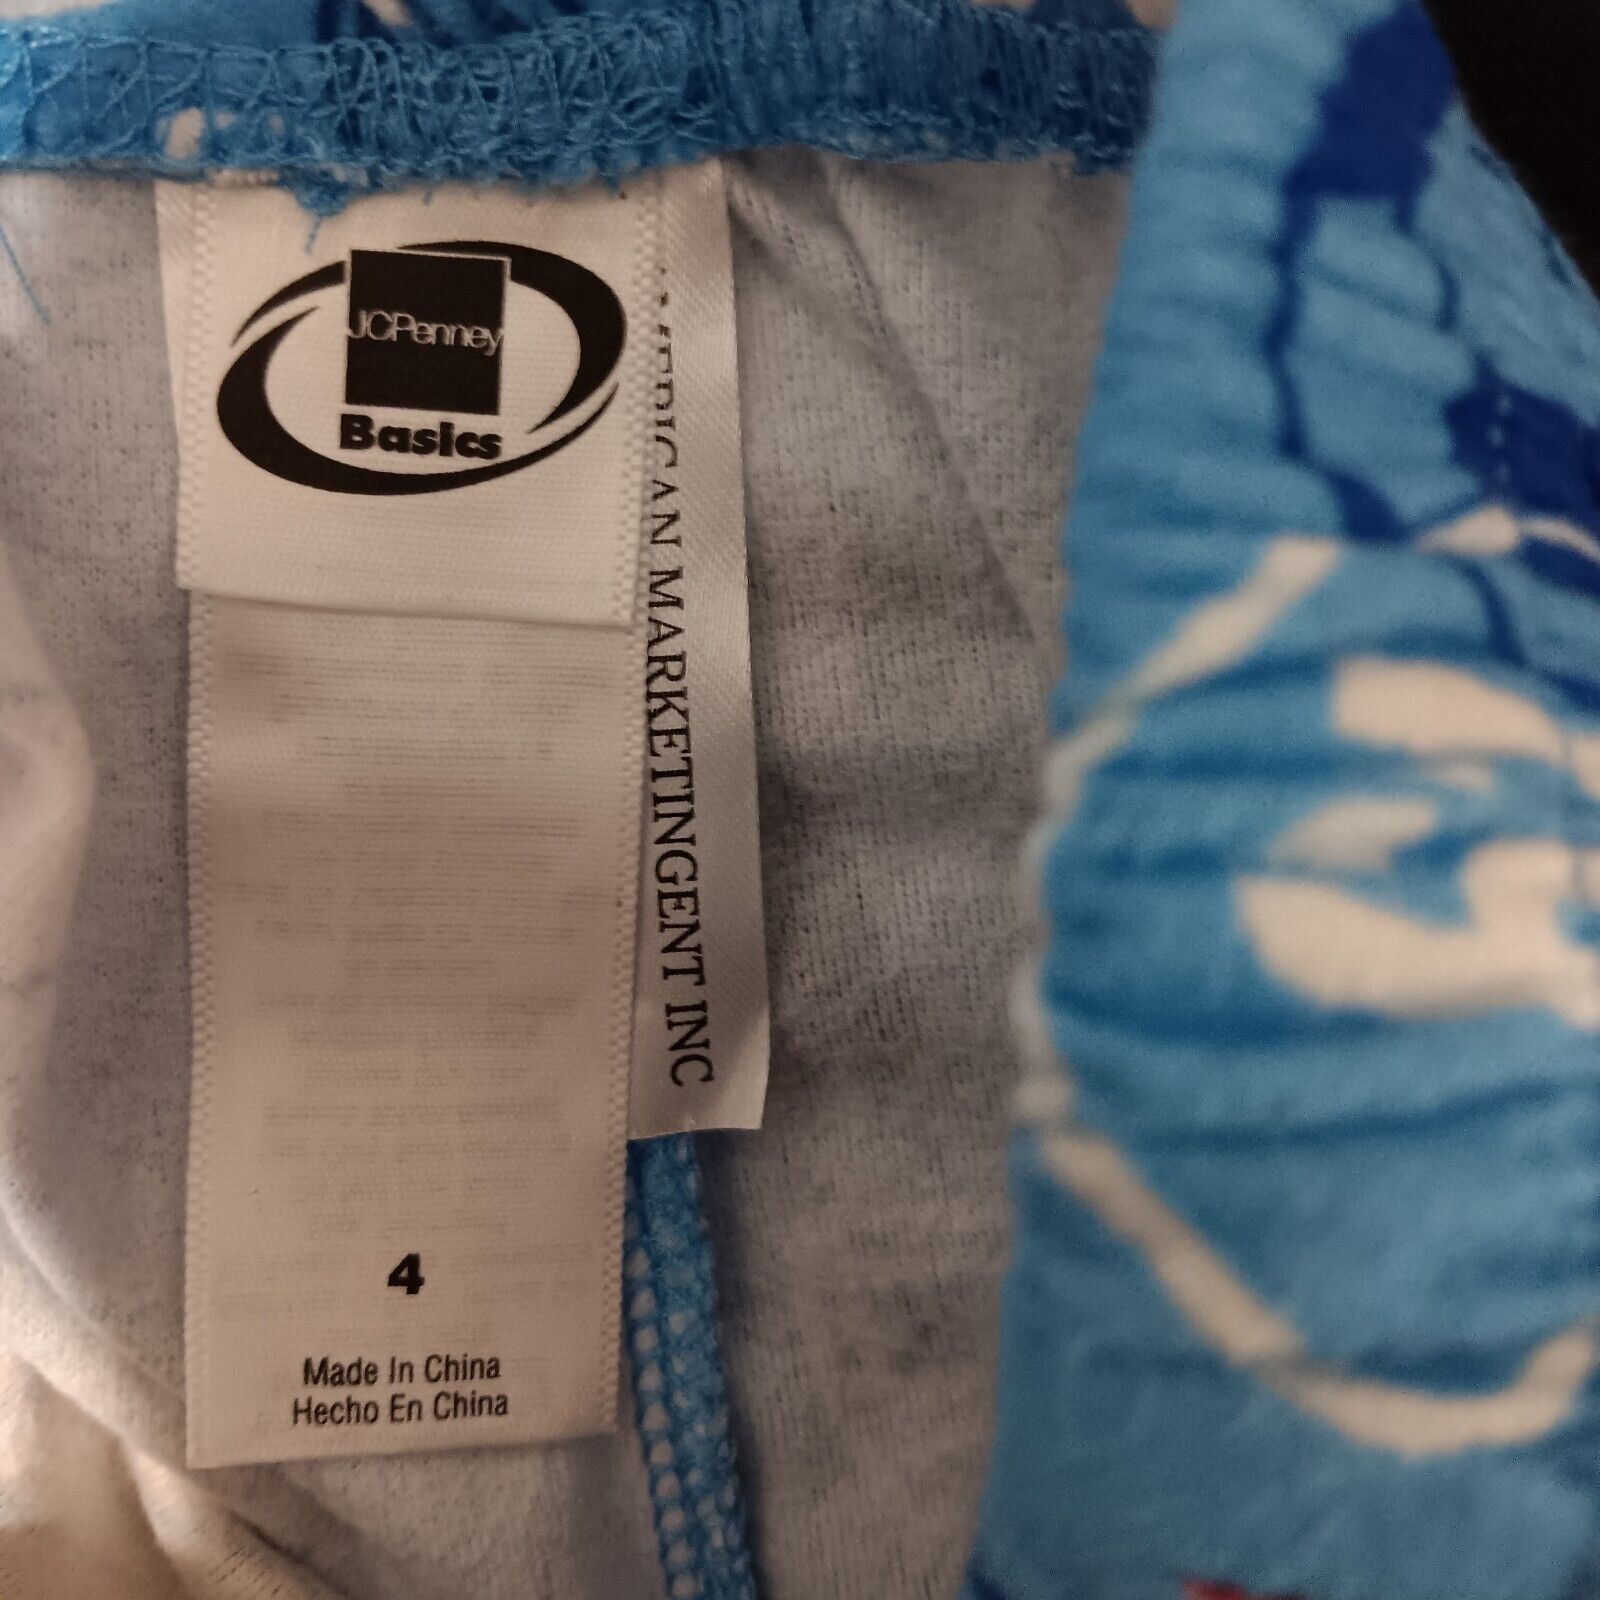 JCPenney
Basics
MARKETINGENT INC
4
Made In China
Hecho En China